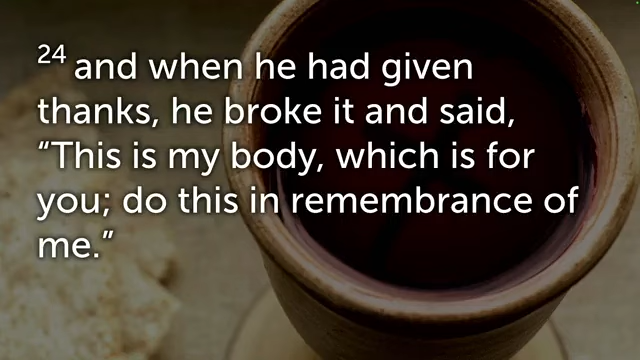 24 and when he had given
thanks, he broke it and said,
“This is my body, which is for
you; do this in remembrance of
me.”